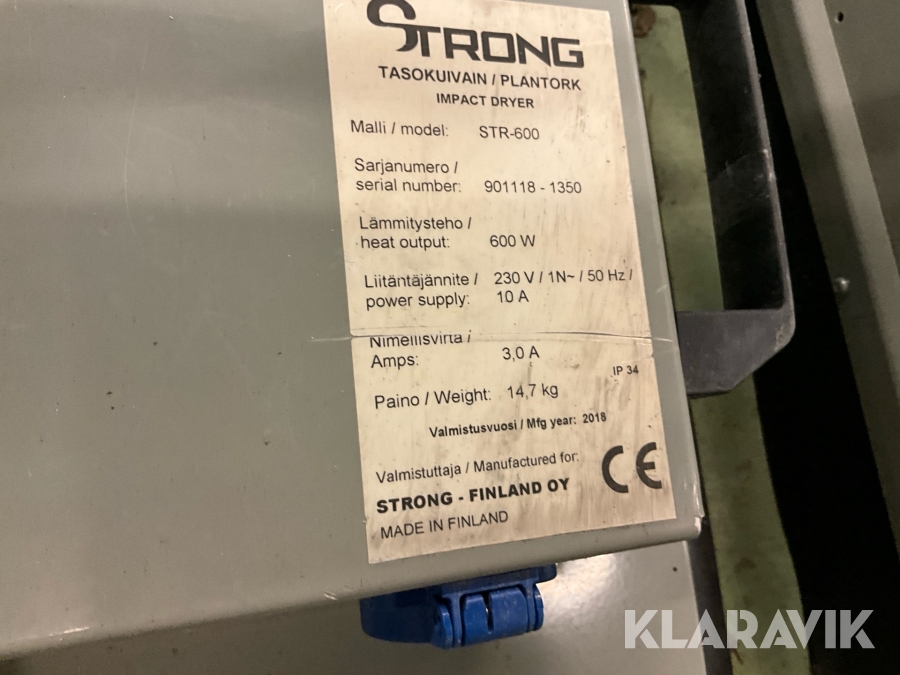 STRONG
TASOKUIVAIN / PLANTORK
IMPACT DRYER
Malli / model: STR-600
Sarjanumero /
serial number: 901118 - 1350
Lämmitysteho /
heat output: 600 W
Liitäntäjännite / 230 V / 1N~ / 50 Hz /
power supply: 10 A
Nimellisvirta /
Amps: 3,0 A
IP 34
Paino / Weight: 14,7 kg
Valmistusvuosi / Mfg year: 2018
Valmistuttaja / Manufactured for:
CE
STRONG - FINLAND OY
MADE IN FINLAND
KLARAVIK